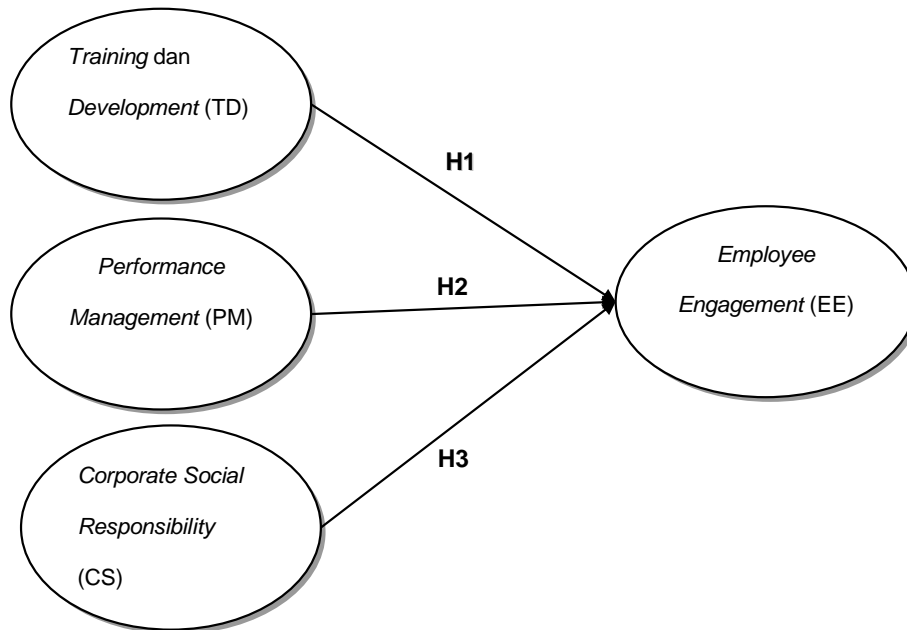 Training dan
Development (TD)
H1
Performance
Management (PM)
H2
Employee
Engagement (EE)
Corporate Social
Responsibility
(CS)
H3